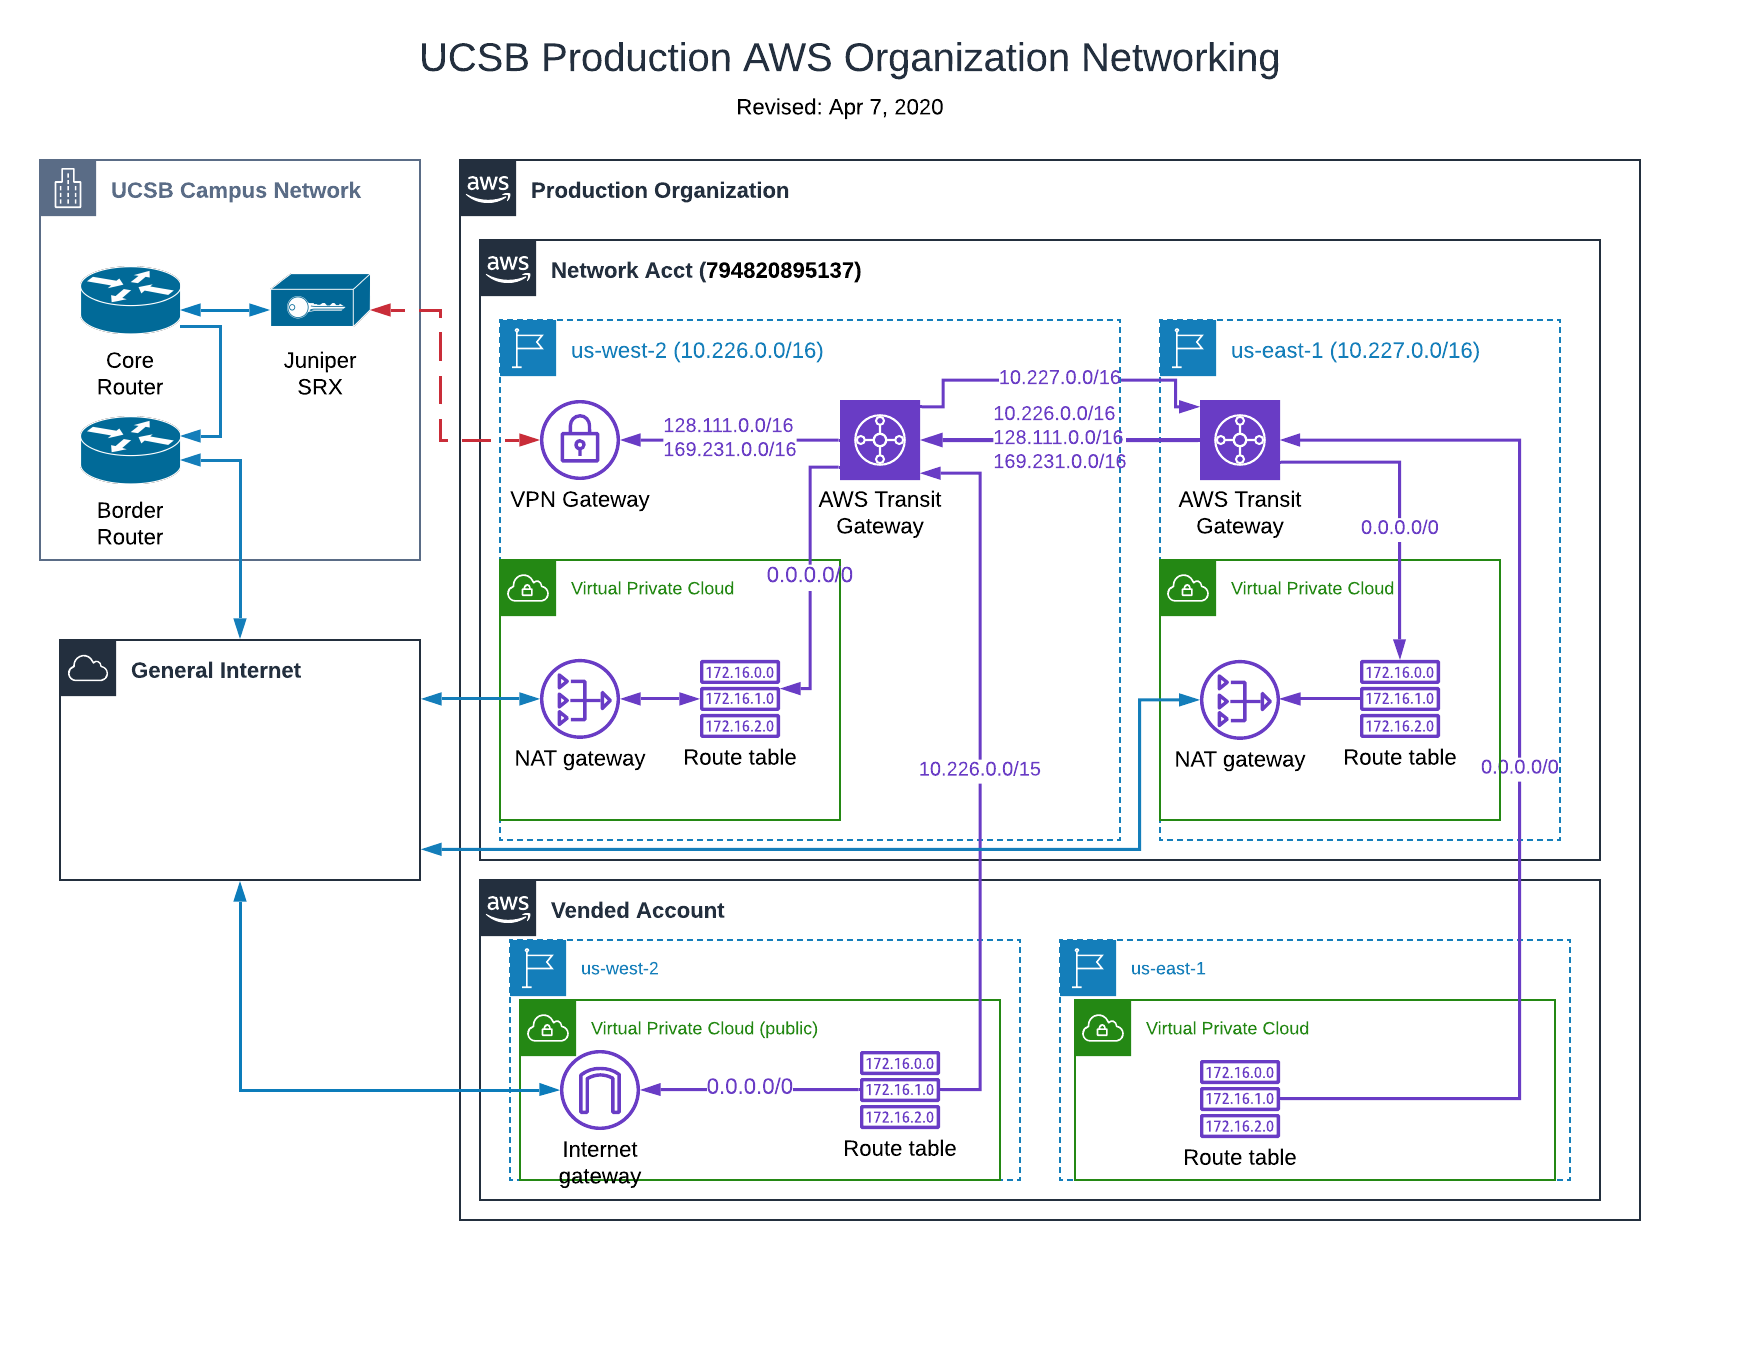 UCSB Production AWS Organization Networking
Revised: Apr 7, 2020
UCSB Campus Network
Core
Router
Juniper
SRX
Border
Router
General Internet
aws
Production Organization
aws
Network Acct (794820895137)
us-west-2 (10.226.0.0/16)
10.227.0.0/16
128.111.0.0/16
169.231.0.0/16
10.226.0.0/16
128.111.0.0/16
169.231.0.0/16
VPN Gateway
AWS Transit
Gateway
0.0.0.0/0
Virtual Private Cloud
172.16.0.0
172.16.1.0
172.16.2.0
NAT gateway
Route table
10.226.0.0/15
us-east-1 (10.227.0.0/16)
AWS Transit
Gateway
0.0.0.0/0
Virtual Private Cloud
172.16.0.0
172.16.1.0
172.16.2.0
NAT gateway
Route table
0.0.0.0/0
aws
Vended Account
us-west-2
Virtual Private Cloud (public)
0.0.0.0/0
172.16.0.0
172.16.1.0
172.16.2.0
Internet
gateway
Route table
us-east-1
Virtual Private Cloud
172.16.0.0
172.16.1.0
172.16.2.0
Route table